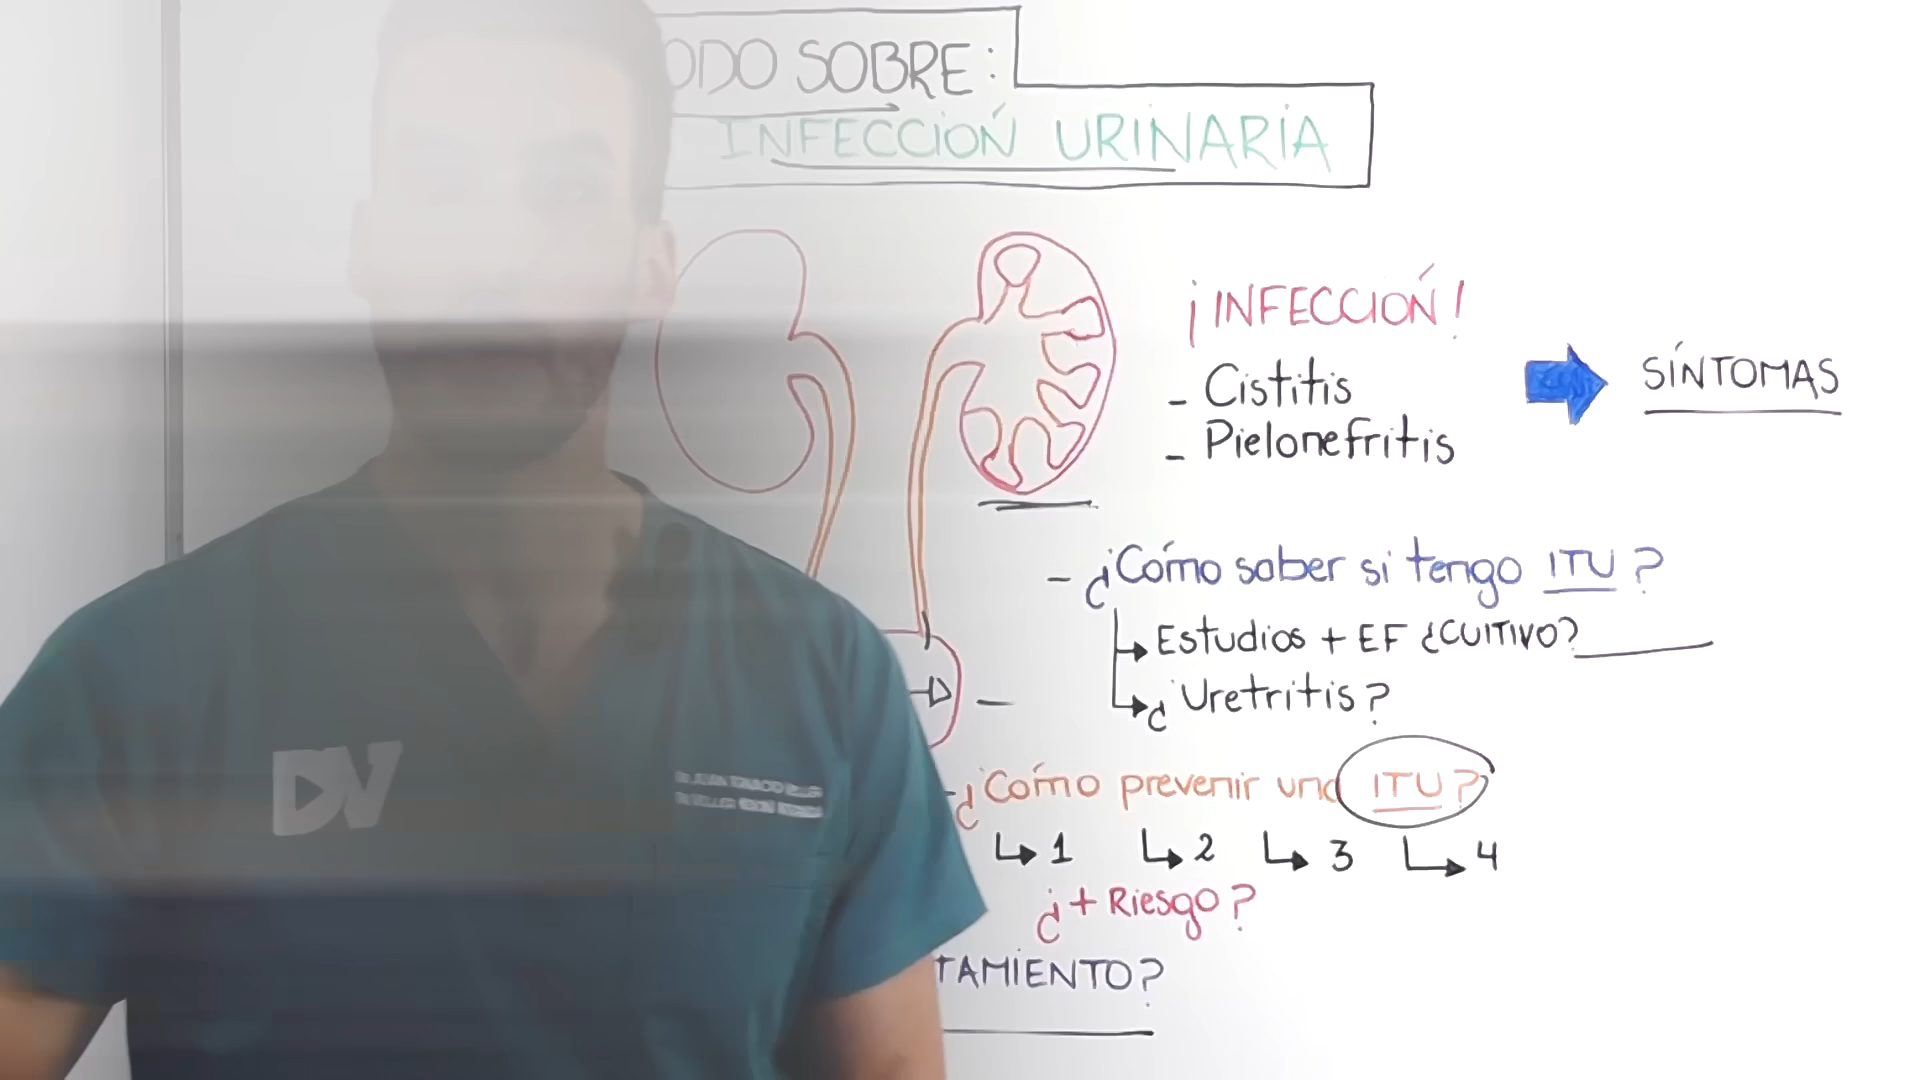 ODO SOBRE:
INFECCIÓN URINARIA
¡INFECCIÓN!
- Cistitis
- Pielonefritis
SÍNTOMAS
- ¿Cómo saber si tengo ITU?
Estudios + EF ¿CUITIVO?
¿Uretritis?
-¿Cómo prevenir una ITU?
1 2 3 4
¿+ Riesgo?
TAMIENTO?
DV